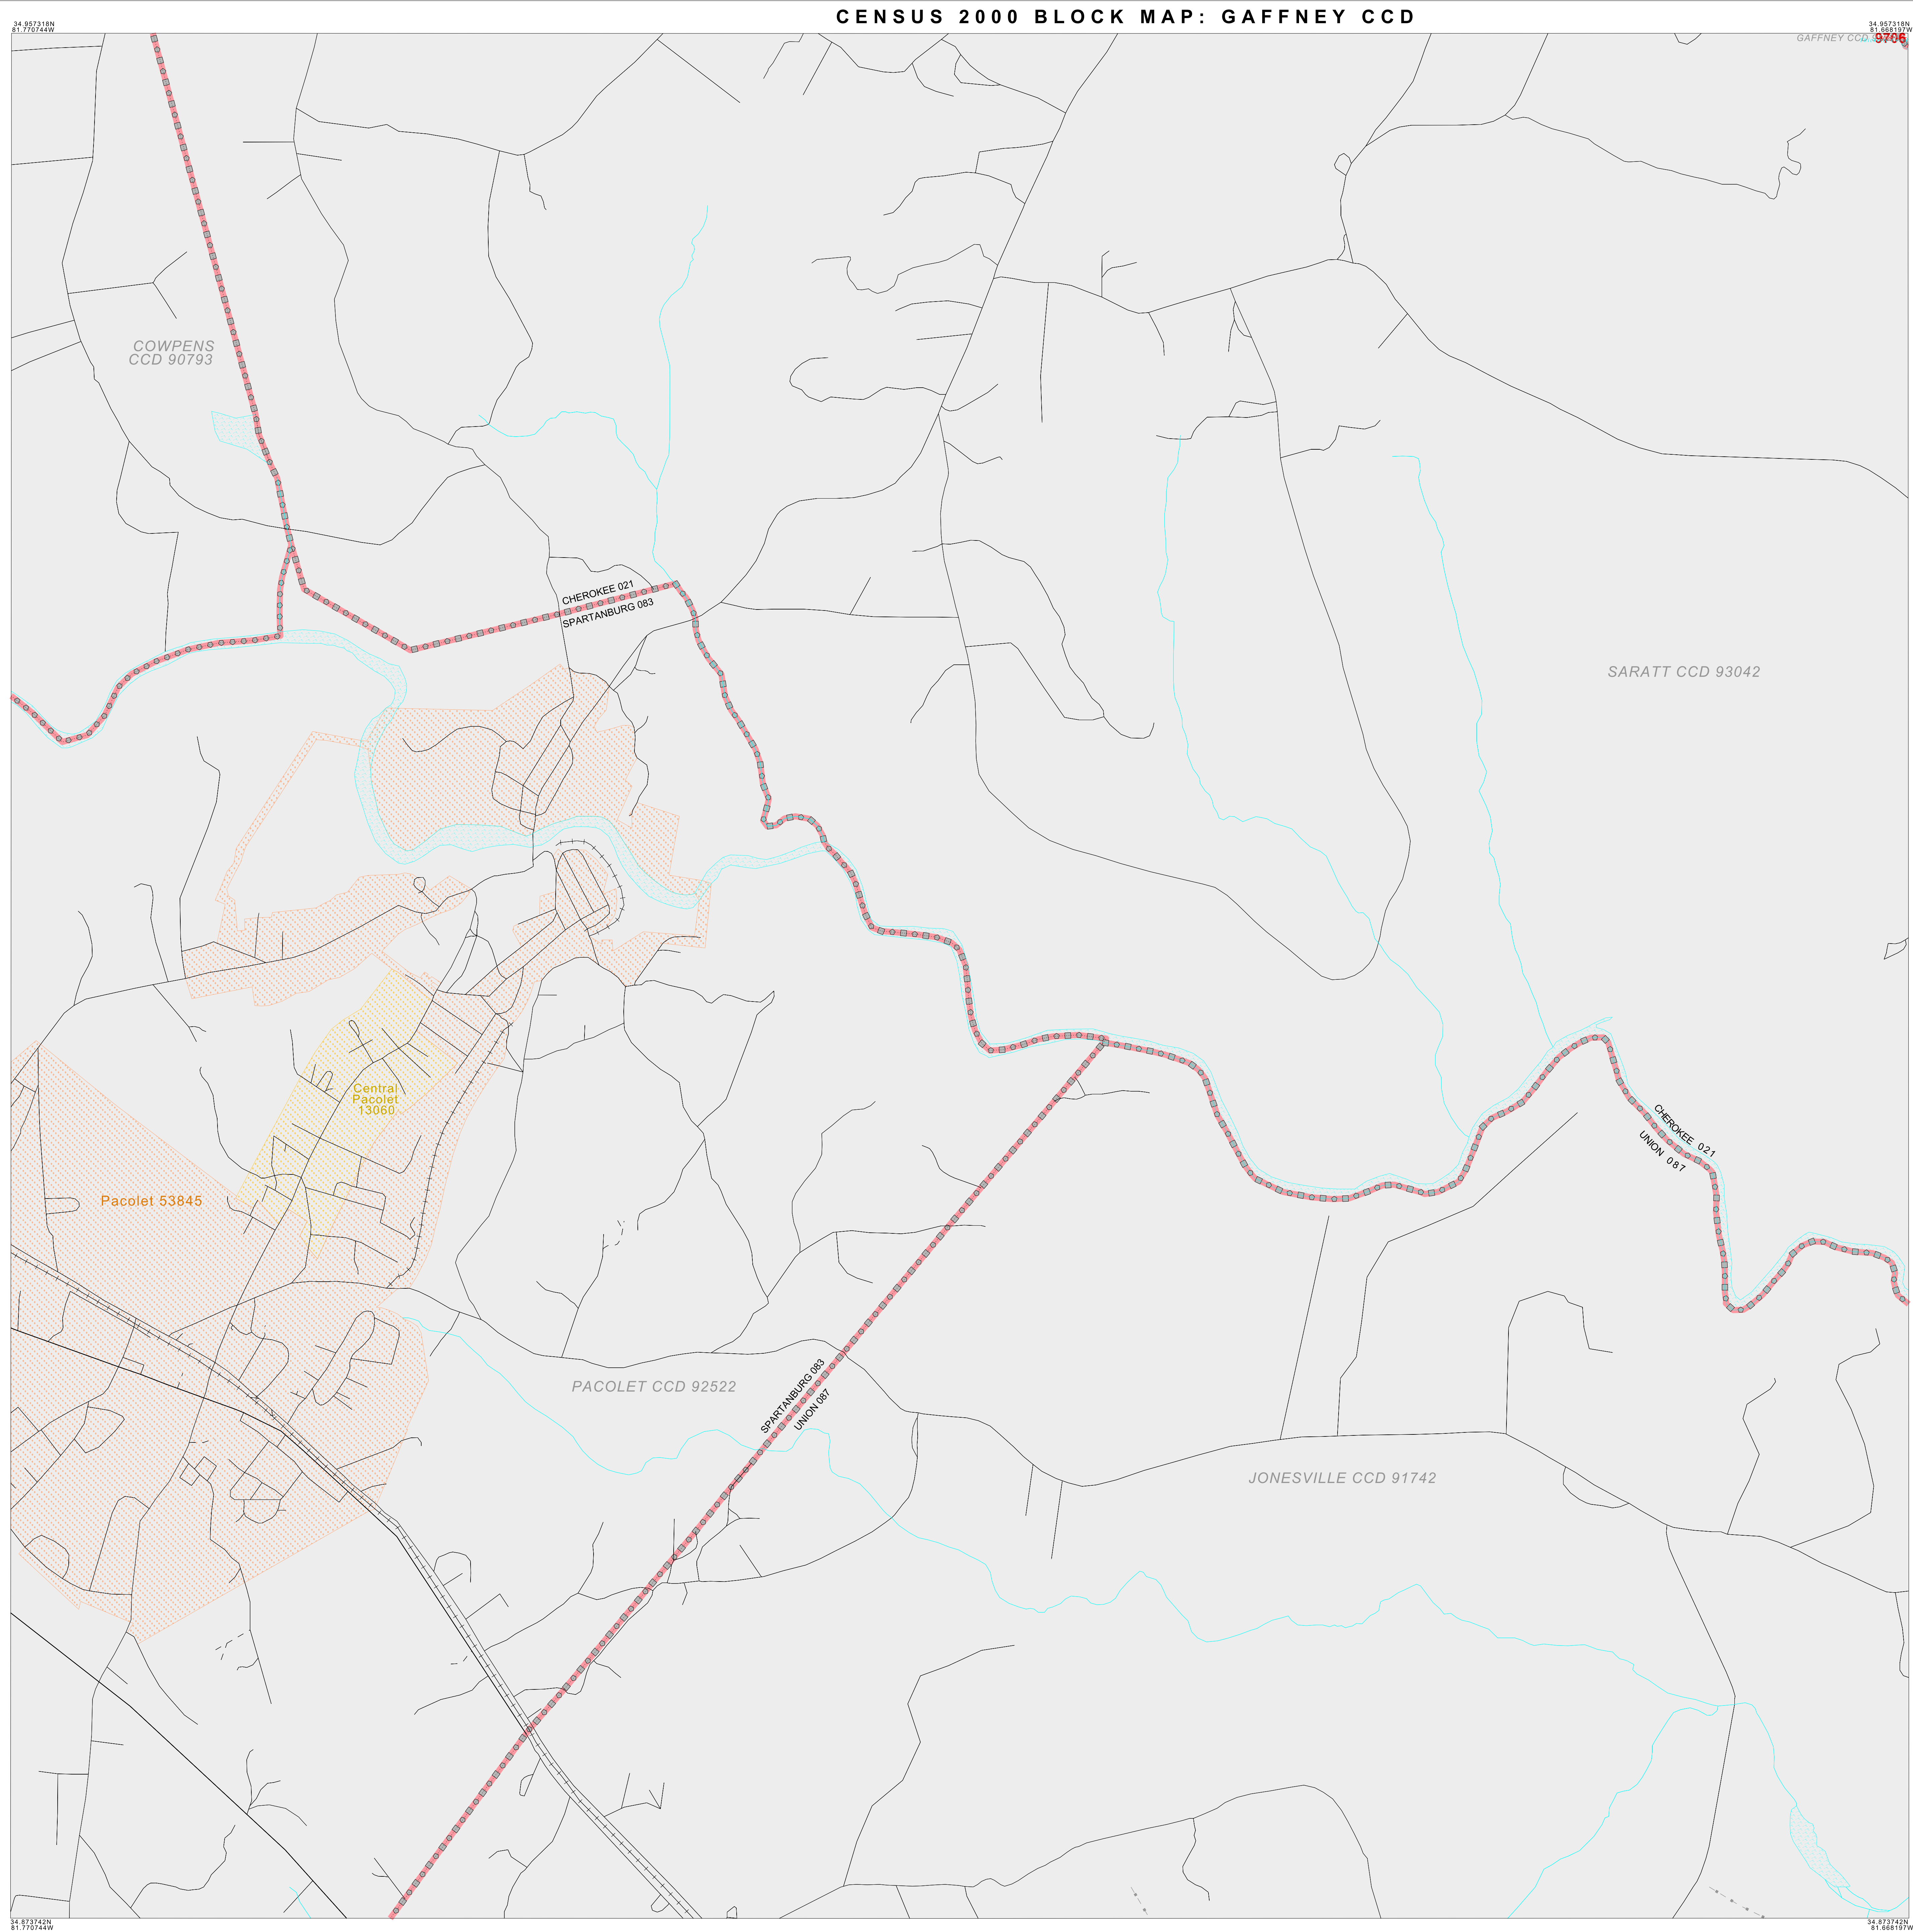 CENSUS 2000 BLOCK MAP: GAFFNEY CCD
34.957318N
81.770744W
34.957318N
81.668197W
GAFFNEY CCD
9706
COWPENS
CCD 90793
CHEROKEE 021
SPARTANBURG 083
SARATT CCD 93042
Central
Pacolet
13060
CHEROKEE 021
UNION 087
Pacolet 53845
PACOLET CCD 92522
SPARTANBURG 083
UNION 087
JONESVILLE CCD 91742
34.873742N
81.770744W
34.873742N
81.668197W